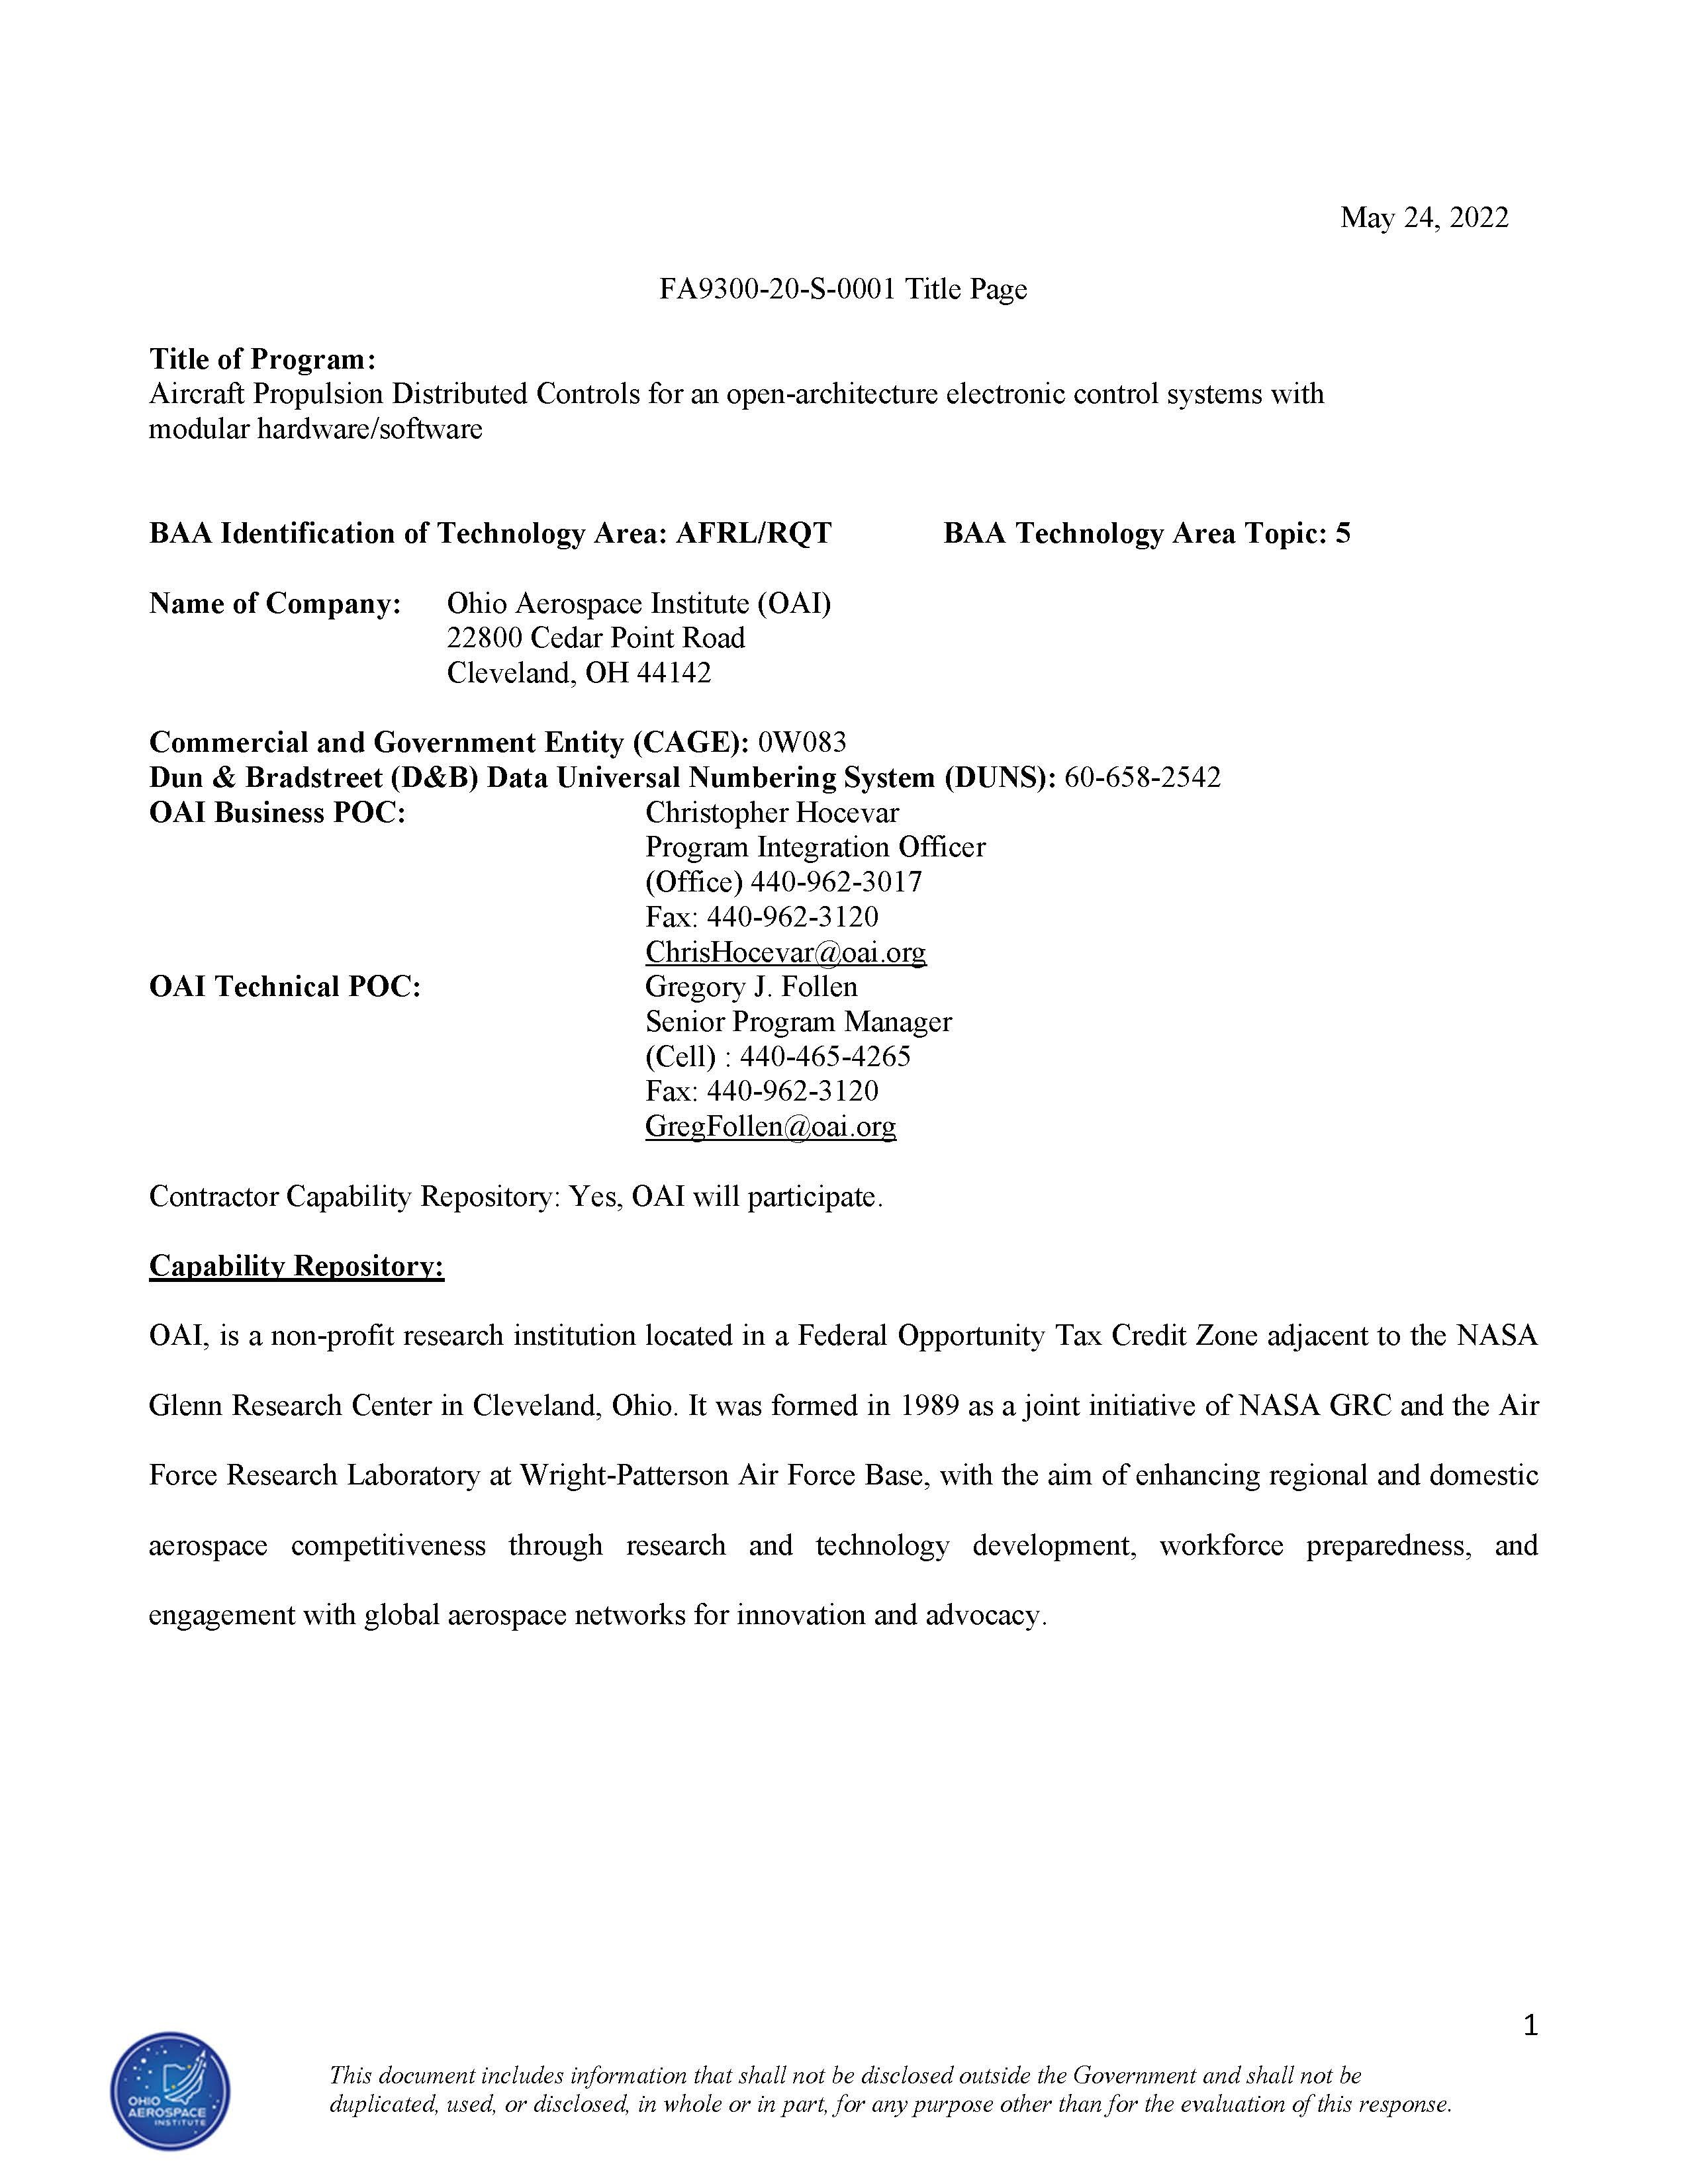 May 24, 2022
FA9300-20-S-0001 Title Page
Title of Program:
Aircraft Propulsion Distributed Controls for an open-architecture electronic control systems with
modular hardware/software
BAA Identification of Technology Area: AFRL/RQT BAA Technology Area Topic: 5
Name of Company: Ohio Aerospace Institute (OAI)
22800 Cedar Point Road
Cleveland, OH 44142
Commercial and Government Entity (CAGE): 0W083
Dun & Bradstreet (D&B) Data Universal Numbering System (DUNS): 60-658-2542
OAI Business POC: Christopher Hocevar
Program Integration Officer
(Office) 440-962-3017
Fax: 440-962-3120
ChrisHocevar@oai.org
OAI Technical POC: Gregory J. Follen
Senior Program Manager
(Cell) : 440-465-4265
Fax: 440-962-3120
GregFollen@oai.org
Contractor Capability Repository: Yes, OAI will participate.
Capability Repository:
OAI, is a non-profit research institution located in a Federal Opportunity Tax Credit Zone adjacent to the NASA
Glenn Research Center in Cleveland, Ohio. It was formed in 1989 as a joint initiative of NASA GRC and the Air
Force Research Laboratory at Wright-Patterson Air Force Base, with the aim of enhancing regional and domestic
aerospace competitiveness through research and technology development, workforce preparedness, and
engagement with global aerospace networks for innovation and advocacy.
1
OHIO
AEROSPACE
INSTITUTE
This document includes information that shall not be disclosed outside the Government and shall not be
duplicated, used, or disclosed, in whole or in part, for any purpose other than for the evaluation of this response.